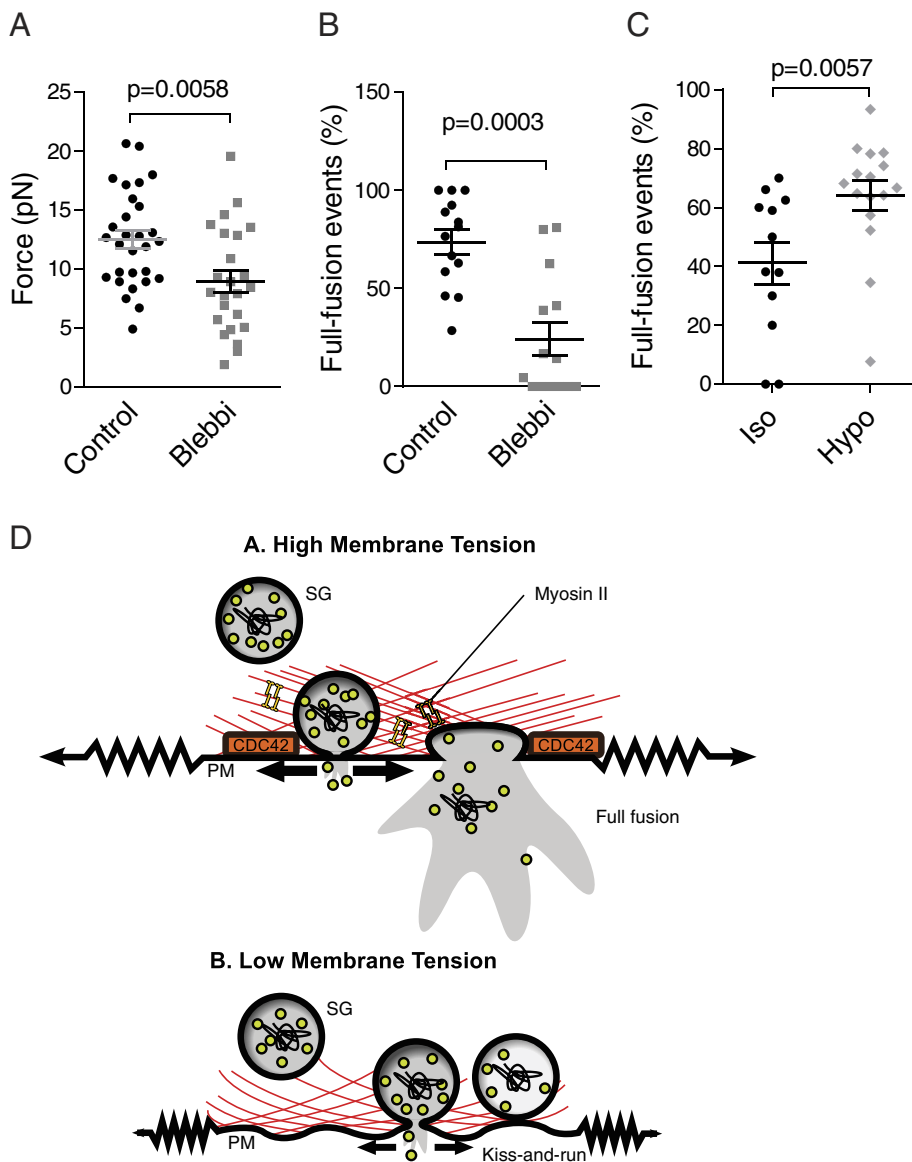 A
p=0.0058
Force (pN)
25
20
15
10
5
0
Control
Blebbi
B
p=0.0003
Full-fusion events (%)
150
100
50
0
Control
Blebbi
C
p=0.0057
Full-fusion events (%)
100
80
60
40
20
0
Iso
Hypo
D
A. High Membrane Tension
SG
Myosin II
CDC42
CDC42
PM
Full fusion
B. Low Membrane Tension
SG
PM
Kiss-and-run